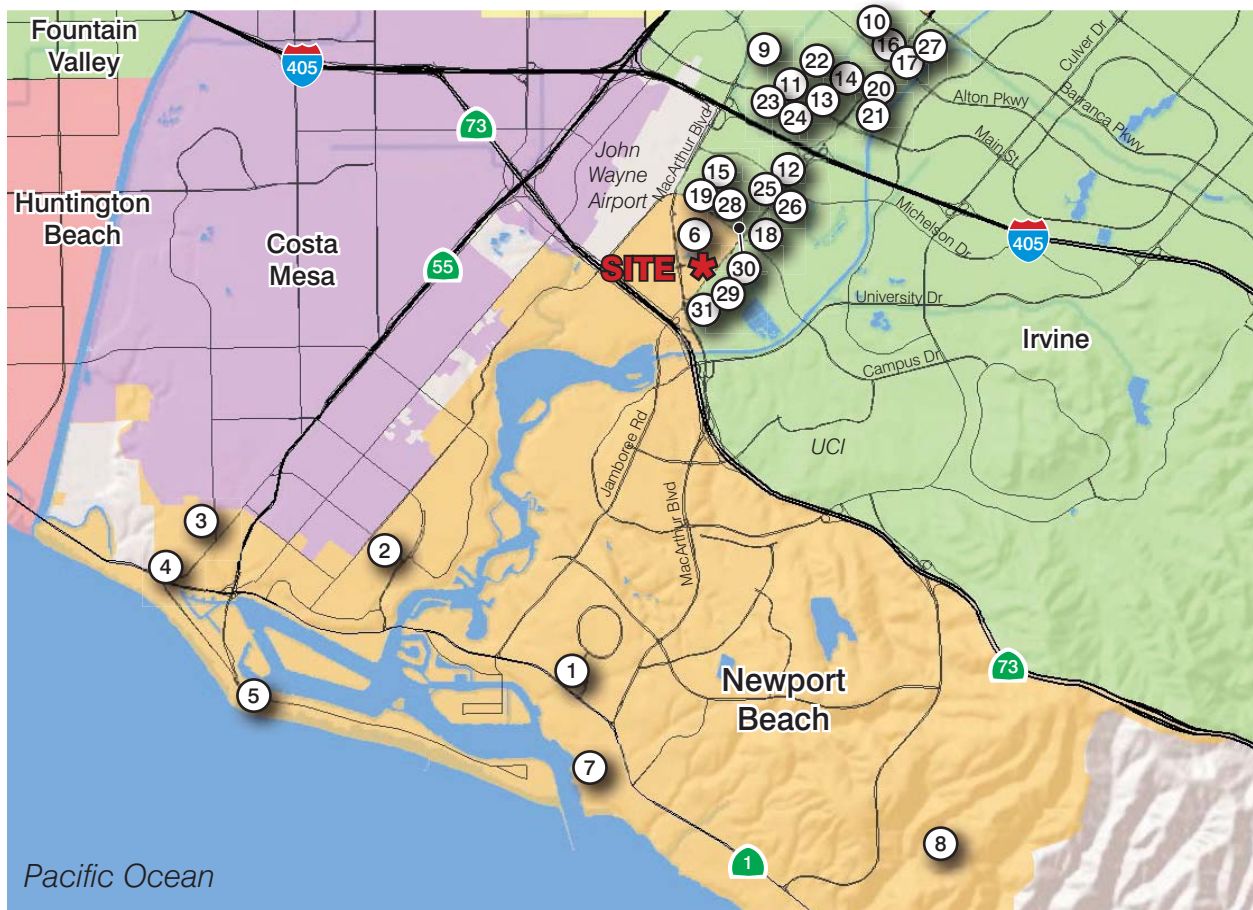 Fountain
Valley
405
73
55
Huntington
Beach
Costa
Mesa
John
Wayne
Airport
MacArthur Blvd
9
10
16
27
17
22
11
14
23
13
20
24
21
Culver Dr
Alton Pkwy
Barranca Pkwy
Main St
15
12
19
28
25
26
6
18
Michelson Dr
405
SITE *
30
29
31
University Dr
Irvine
Campus Dr
UCI
Jamboree Rd
MacArthur Blvd
3
2
4
1
5
7
Newport
Beach
73
8
1
Pacific Ocean